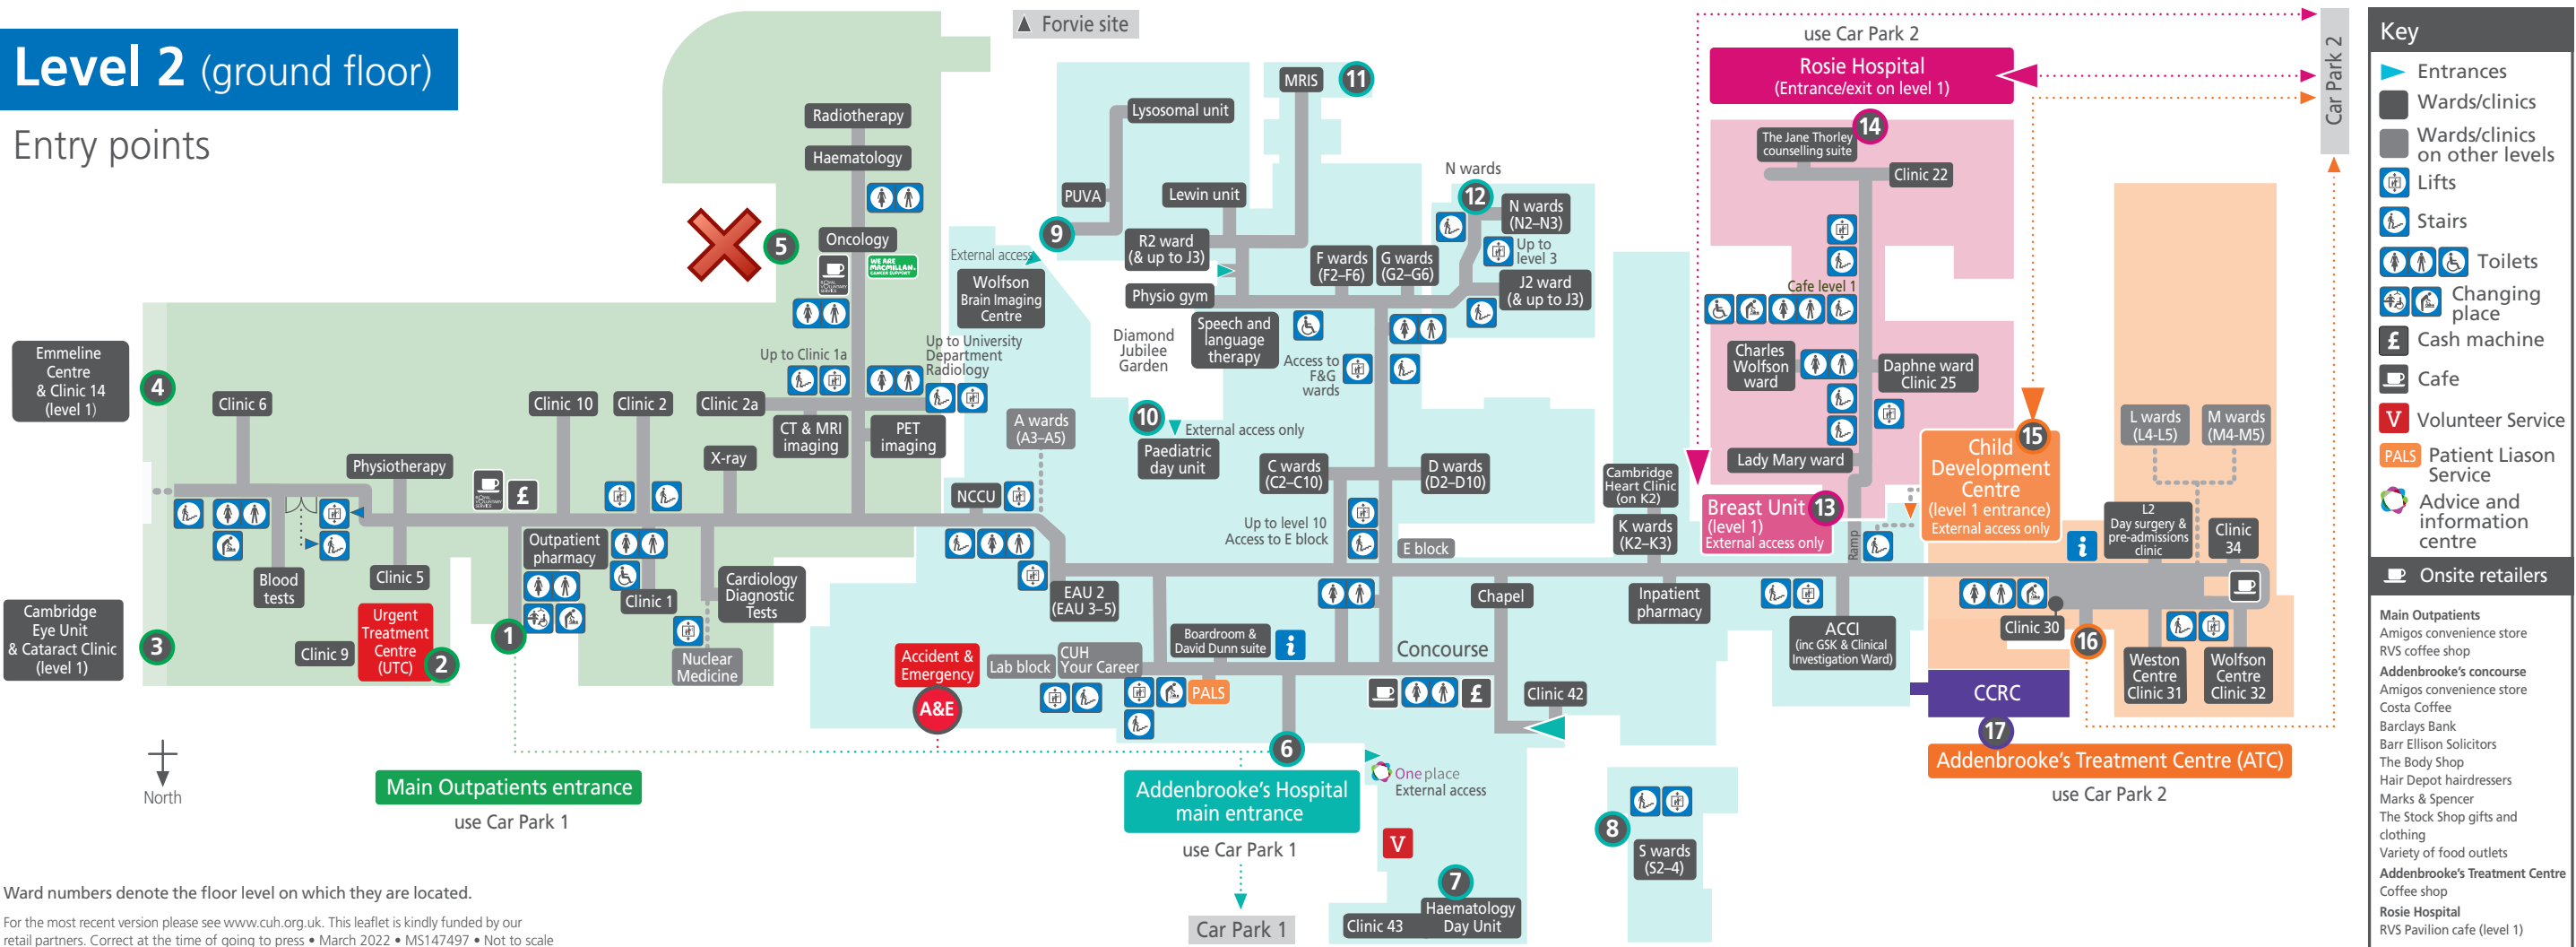 Level 2 (ground floor)
Entry points
Forvie site
use Car Park 2
Rosie Hospital
(Entrance/exit on level 1)
Car Park 2
14
The Jane Thorley
counselling suite
Clinic 22
Cafe level 1
Charles
Wolfson
ward
Daphne ward
Clinic 25
Lady Mary ward
Breast Unit
(level 1)
External access only
13
Ramp
Child
Development
Centre
(level 1 entrance)
External access only
15
MRIS
11
Lysosomal unit
PUVA
9
Lewin unit
R2 ward
(& up to J3)
Physio gym
Speech and
language
therapy
N wards
12
N wards
(N2–N3)
Up to
level 3
F wards
(F2–F6)
G wards
(G2–G6)
J2 ward
(& up to J3)
Access to
F&G
wards
Diamond
Jubilee
Garden
10
External access only
Paediatric
day unit
C wards
(C2–C10)
D wards
(D2–D10)
Up to level 10
Access to E block
E block
Radiotherapy
Haematology
5
Oncology
ROYAL
VOLUNTARY
SERVICE
WE ARE
MACMILLAN.
CANCER SUPPORT
External access
Wolfson
Brain Imaging
Centre
Up to Clinic 1a
Up to University
Department
Radiology
Clinic 2a
CT & MRI
imaging
PET
imaging
X-ray
A wards
(A3–A5)
NCCU
Emmeline
Centre
& Clinic 14
(level 1)
4
Clinic 6
Clinic 10
Clinic 2
Physiotherapy
ROYAL
VOLUNTARY
SERVICE
£
Outpatient
pharmacy
Blood
tests
Clinic 5
Clinic 1
Cardiology
Diagnostic
Tests
Nuclear
Medicine
Cambridge
Eye Unit
& Cataract Clinic
(level 1)
3
Clinic 9
Urgent
Treatment
Centre
(UTC)
2
1
EAU 2
(EAU 3–5)
Accident &
Emergency
A&E
Lab block
CUH
Your Career
Boardroom &
David Dunn suite
i
PALS
Concourse
£
Chapel
Clinic 42
Cambridge
Heart Clinic
(on K2)
K wards
(K2–K3)
Inpatient
pharmacy
ACCI
(inc GSK & Clinical
Investigation Ward)
L wards
(L4-L5)
M wards
(M4-M5)
i
L2
Day surgery &
pre-admissions
clinic
Clinic
34
Clinic 30
16
Weston
Centre
Clinic 31
Wolfson
Centre
Clinic 32
CCRC
17
Addenbrooke's Treatment Centre (ATC)
use Car Park 2
North
Main Outpatients entrance
use Car Park 1
6
Addenbrooke's Hospital
main entrance
use Car Park 1
Car Park 1
Oneplace
External access
V
7
Haematology
Day Unit
Clinic 43
8
S wards
(S2–4)
Ward numbers denote the floor level on which they are located.
For the most recent version please see www.cuh.org.uk. This leaflet is kindly funded by our
retail partners. Correct at the time of going to press • March 2022 • MS147497 • Not to scale
Key
Entrances
Wards/clinics
Wards/clinics
on other levels
Lifts
Stairs
Toilets
Changing
place
£ Cash machine
Cafe
V Volunteer Service
PALS Patient Liason
Service
Advice and
information
centre
Onsite retailers
Main Outpatients
Amigos convenience store
RVS coffee shop
Addenbrooke's concourse
Amigos convenience store
Costa Coffee
Barclays Bank
Barr Ellison Solicitors
The Body Shop
Hair Depot hairdressers
Marks & Spencer
The Stock Shop gifts and
clothing
Variety of food outlets
Addenbrooke's Treatment Centre
Coffee shop
Rosie Hospital
RVS Pavilion cafe (level 1)